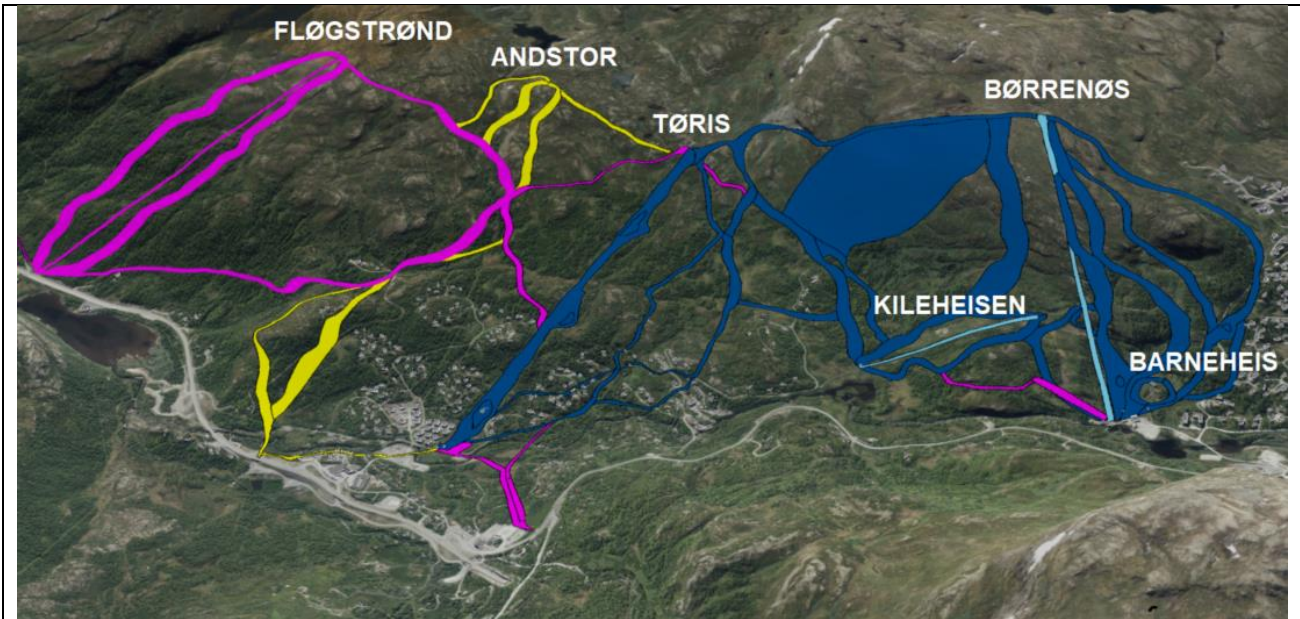 FLØGSTRØND
ANDSTOR
BØRRENØS
TØRIS
KILEHEISEN
BARNEHEIS